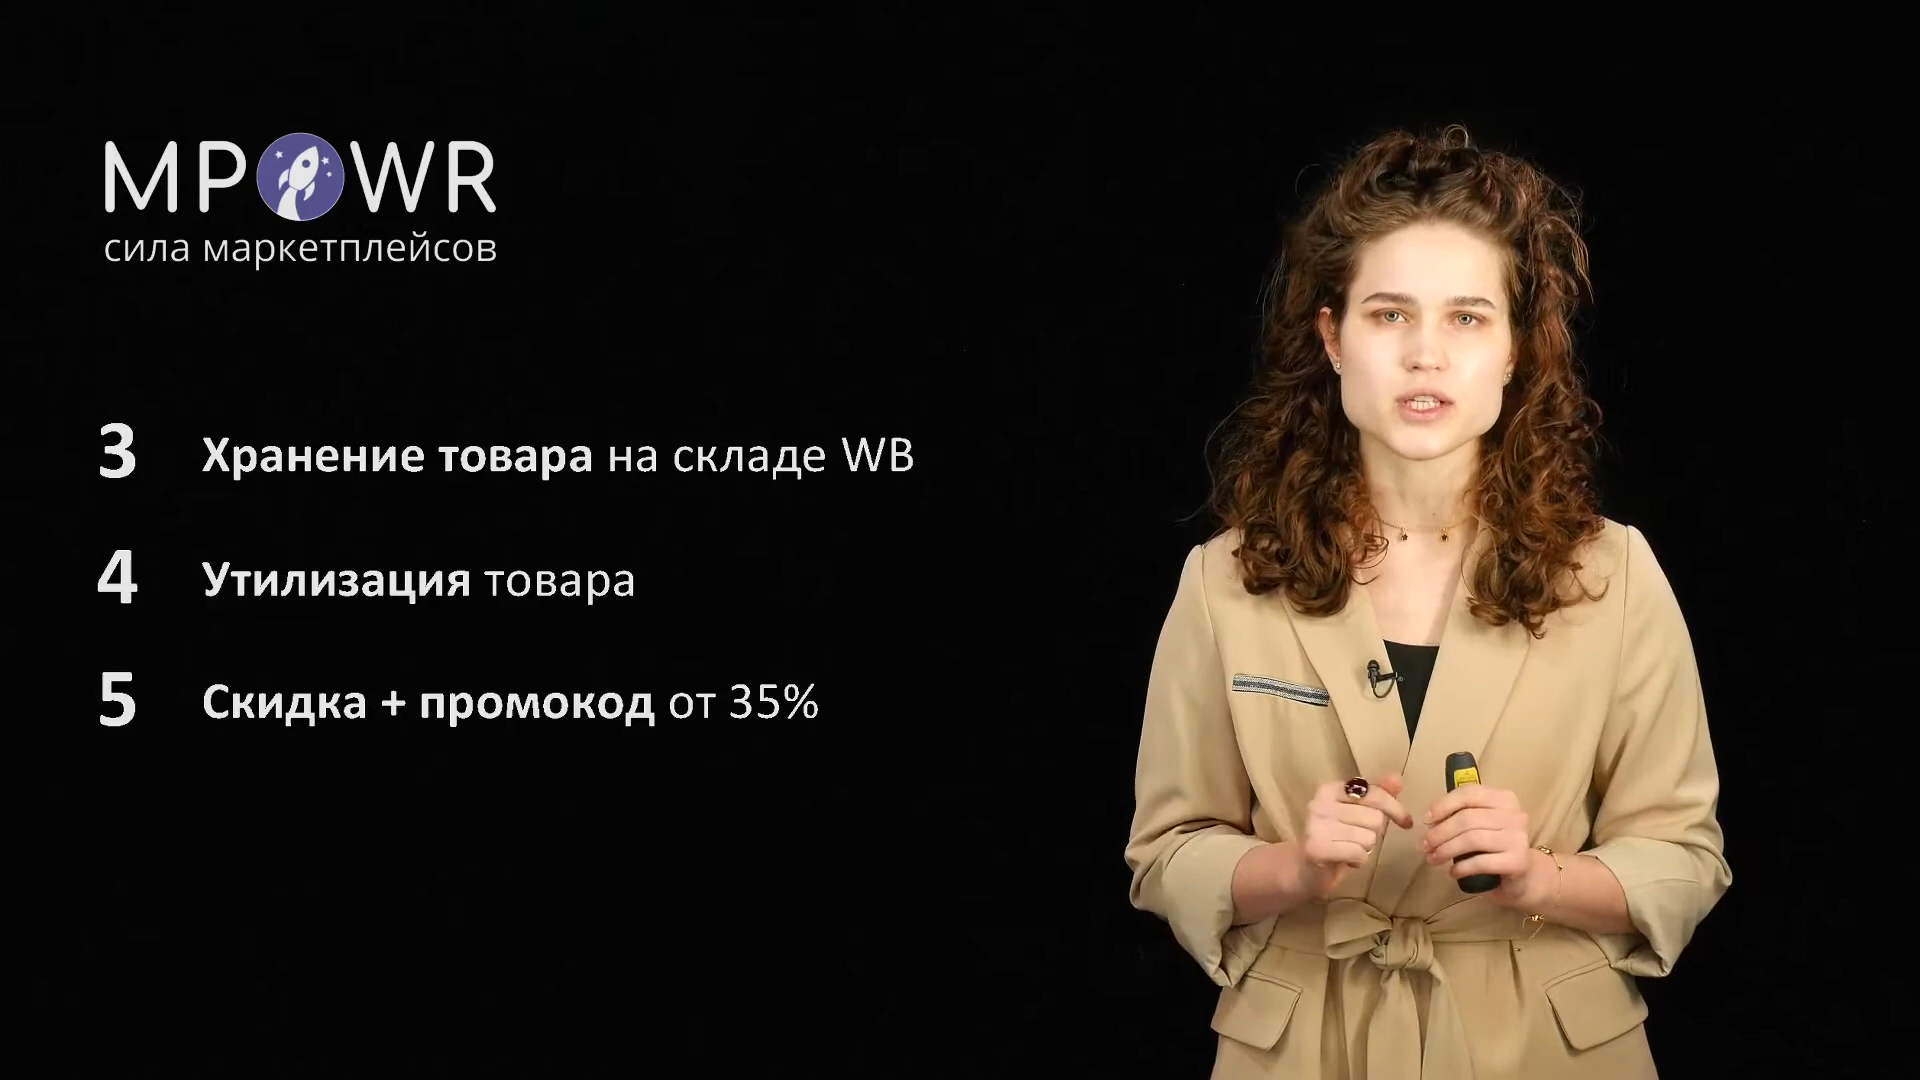 MPOWR
сила маркетплейсов
3 Хранение товара на складе WB
4 Утилизация товара
5 Скидка + промокод от 35%